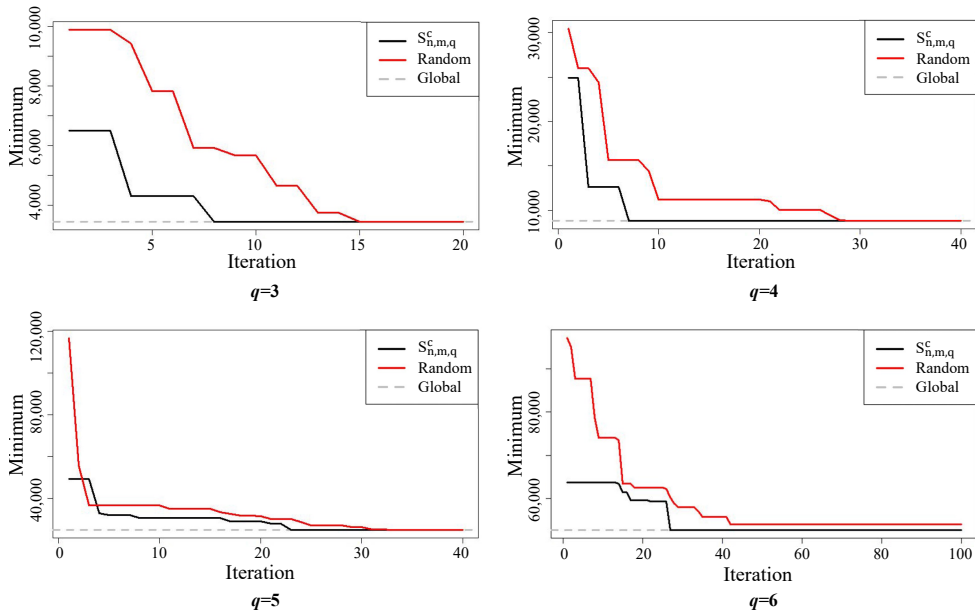 10,000
8,000
6,000
4,000
Minimum
S^c_{n,m,q}
Random
Global
5
10
15
20
Iteration
q=3
30,000
20,000
10,000
Minimum
S^c_{n,m,q}
Random
Global
0
10
20
30
40
Iteration
q=4
120,000
80,000
40,000
Minimum
S^c_{n,m,q}
Random
Global
0
10
20
30
40
Iteration
q=5
80,000
60,000
Minimum
S^c_{n,m,q}
Random
Global
0
20
40
60
80
100
Iteration
q=6